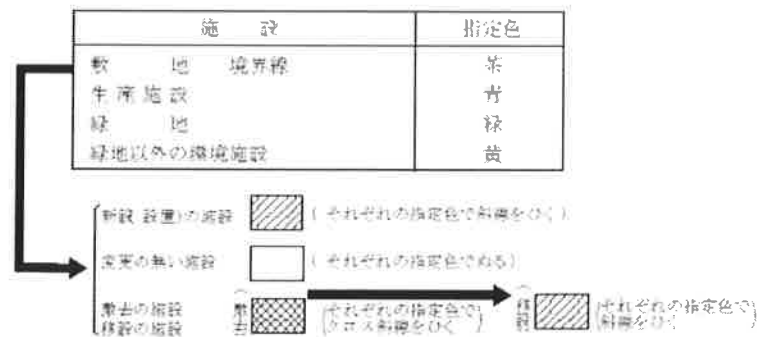 施　　設　　指定色
敷　　地　　境界線　　茶
生産施設　　青
緑　　地　　緑
緑地以外の環境施設　　黄
新設(設置)の施設　(それぞれの指定色で斜線をひく)
変更の無い施設　(それぞれの指定色でぬる)
撤去の施設　(撤去)　(それぞれの指定色で　(移設)　(それぞれの指定色で
移設の施設　クロス斜線をひく)　斜線をひく)